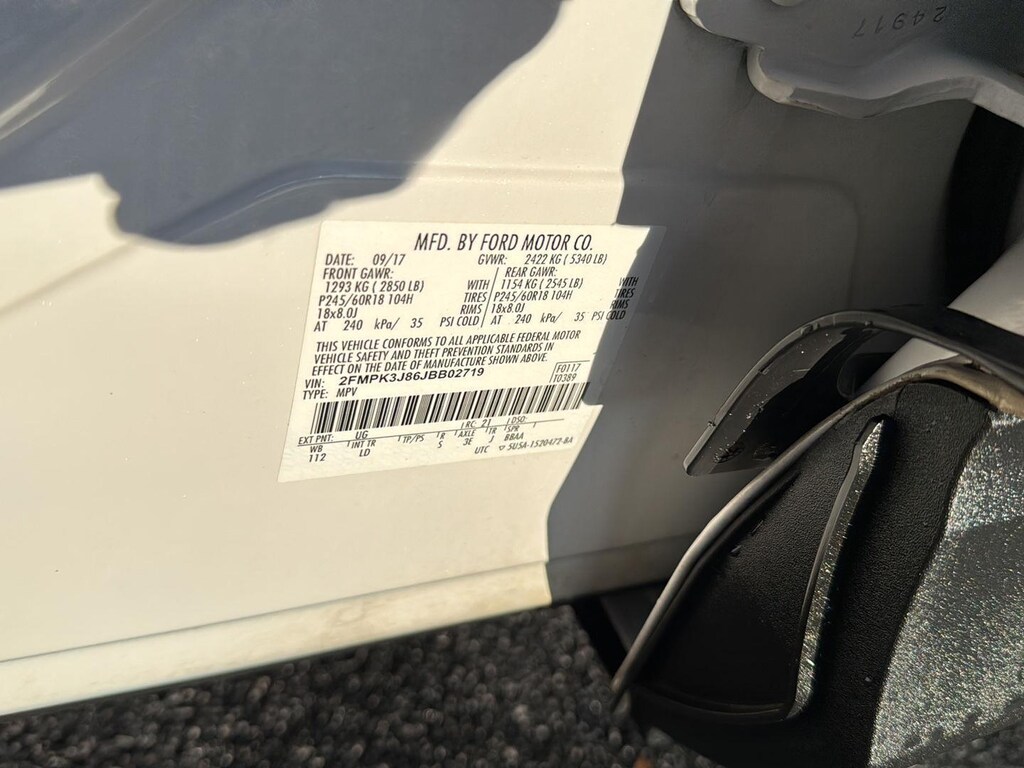 24917
MFD. BY FORD MOTOR CO.
DATE: 09/17 GVWR: 2422 KG ( 5340 LB)
FRONT GAWR: REAR GAWR:
1293 KG ( 2850 LB) WITH 1154 KG ( 2545 LB) WITH
P245/60R18 104H TIRES P245/60R18 104H TIRES
18x8.0J RIMS 18x8.0J RIMS
AT 240 kPa/ 35 PSI COLD AT 240 kPa/ 35 PSI COLD
THIS VEHICLE CONFORMS TO ALL APPLICABLE FEDERAL MOTOR
VEHICLE SAFETY AND THEFT PREVENTION STANDARDS IN
EFFECT ON THE DATE OF MANUFACTURE SHOWN ABOVE.
VIN: 2FMPK3J86JBB02719 F0117
TYPE: MPV T0389
EXT PNT: UG RC: 21 DSO:
WB INT TR TP/PS R AXLE TR SPR
112 LD S 3E J BBAA
UTC 5U5A-1520472-BA